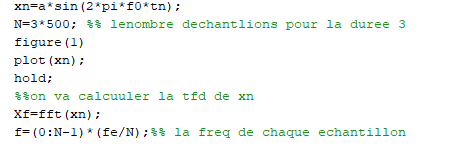 xn=a*sin(2*pi*f0*tn);
N=3*500; %% lenombre dechantlions pour la duree 3
figure(1)
plot(xn);
hold;
%%on va calcuuler la tfd de xn
Xf=fft(xn);
f=(0:N-1)*(fe/N);%% la freq de chaque echantillon